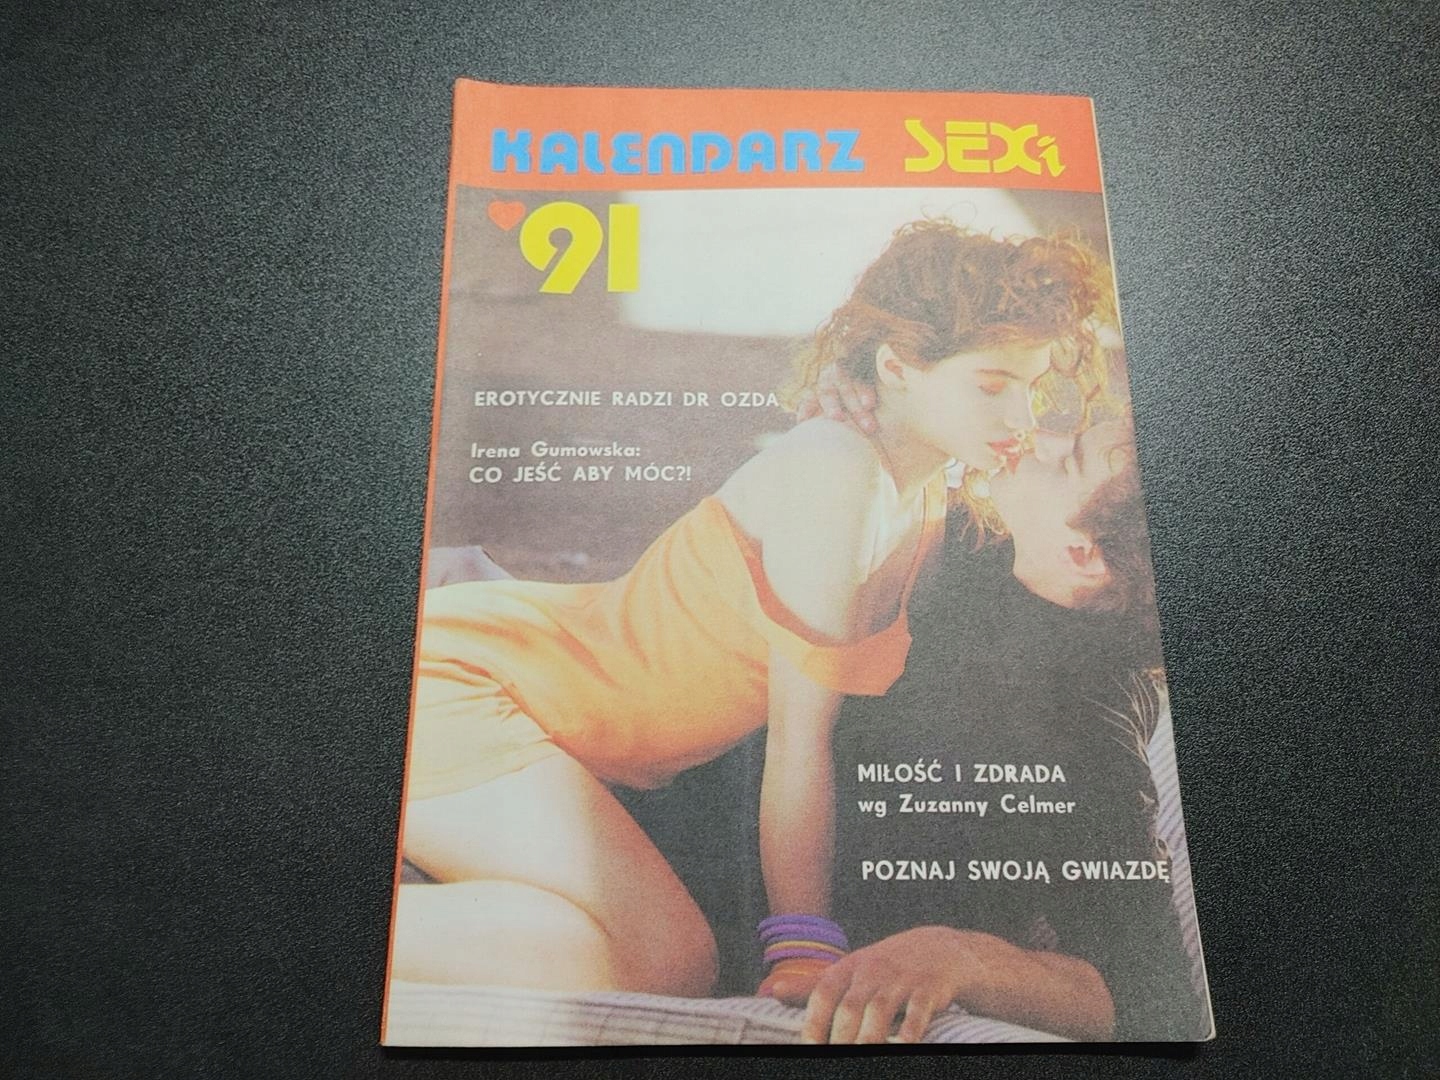 KALENDARZ SEXi
'91
EROTYCZNIE RADZI DR OZDA
Irena Gumowska:
CO JEŚĆ ABY MÓC?!
MIŁOŚĆ I ZDRADA
wg Zuzanny Celmer
POZNAJ SWOJĄ GWIAZDĘ